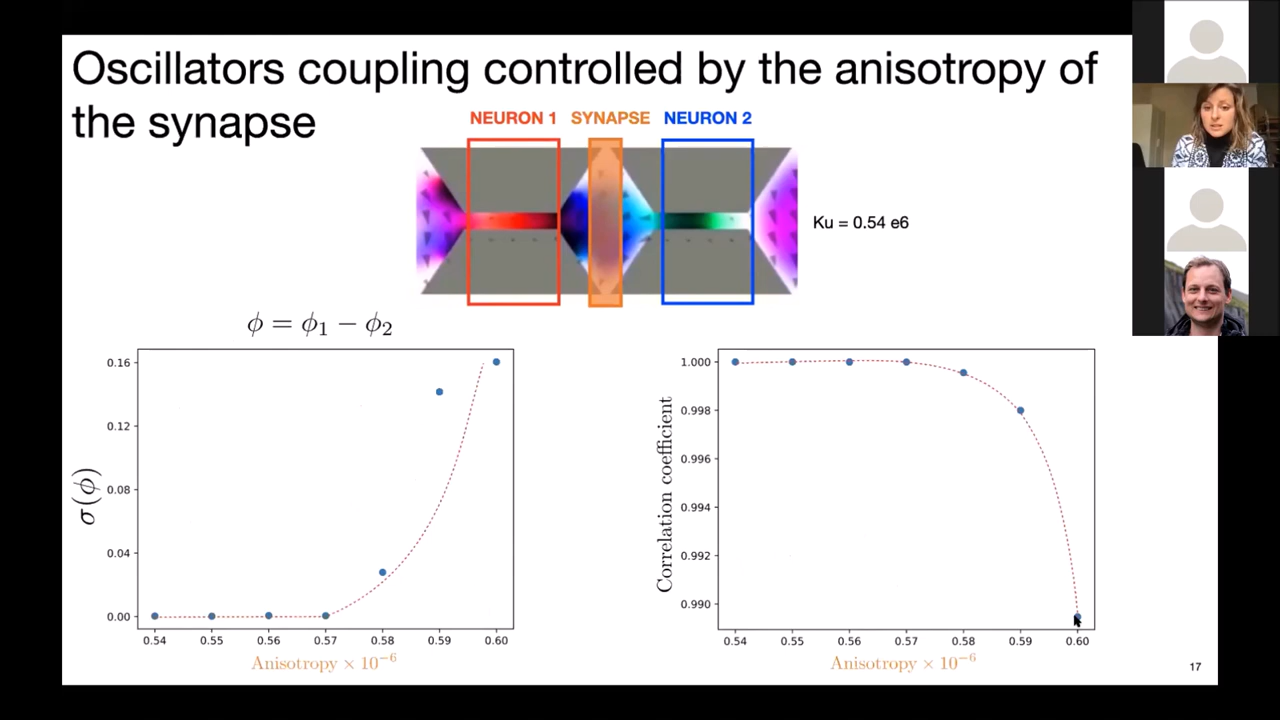 Oscillators coupling controlled by the anisotropy of
the synapse
NEURON 1 SYNAPSE NEURON 2
Ku = 0.54 e6
ϕ = ϕ₁ − ϕ₂
0.16
0.12
0.08
0.04
0.00
σ(ϕ)
0.54 0.55 0.56 0.57 0.58 0.59 0.60
Anisotropy × 10⁻⁶
1.000
0.998
0.996
0.994
0.992
0.990
Correlation coefficient
0.54 0.55 0.56 0.57 0.58 0.59 0.60
Anisotropy × 10⁻⁶
17